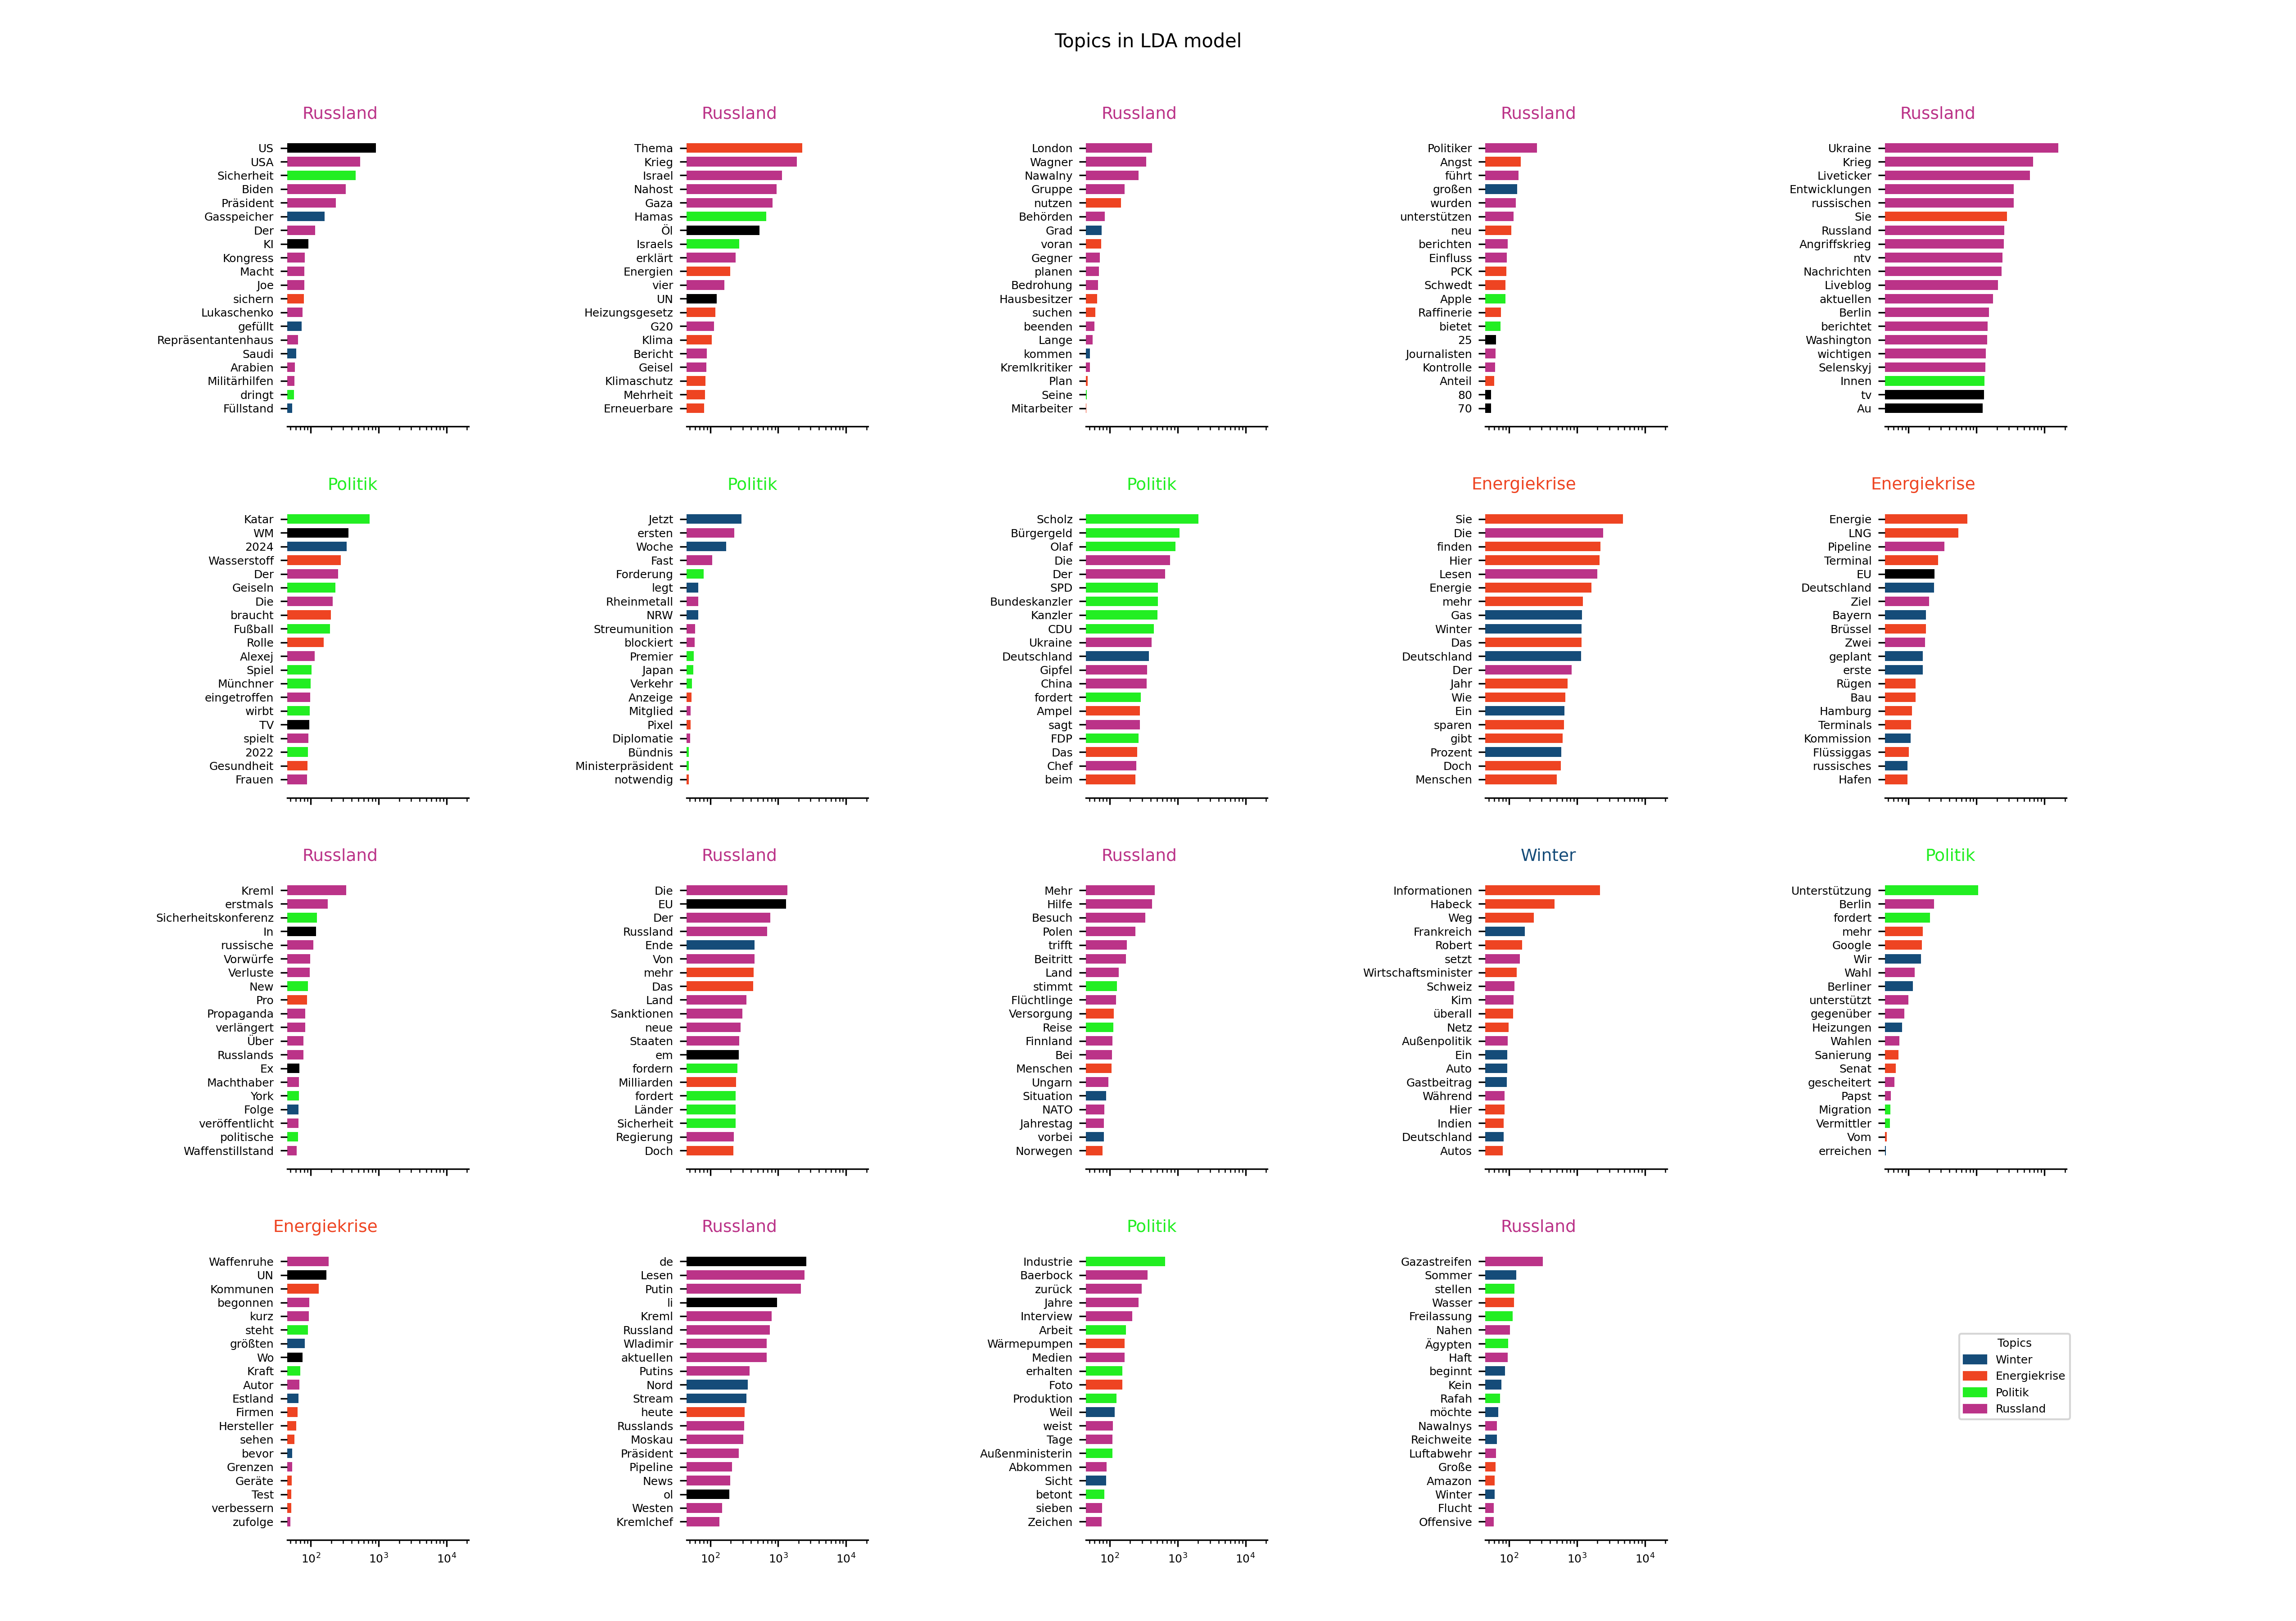 Topics in LDA model
Russland
US
USA
Sicherheit
Biden
Präsident
Gasspeicher
Der
KI
Kongress
Macht
Joe
sichern
Lukaschenko
gefüllt
Repräsentantenhaus
Saudi
Arabien
Militärhilfen
dringt
Füllstand
Russland
Thema
Krieg
Israel
Nahost
Gaza
Hamas
Öl
Israels
erklärt
Energien
vier
UN
Heizungsgesetz
G20
Klima
Bericht
Geisel
Klimaschutz
Mehrheit
Erneuerbare
Russland
London
Wagner
Nawalny
Gruppe
nutzen
Behörden
Grad
voran
Gegner
planen
Bedrohung
Hausbesitzer
suchen
beenden
Lange
kommen
Kremlkritiker
Plan
Seine
Mitarbeiter
Russland
Politiker
Angst
führt
großen
wurden
unterstützen
neu
berichten
Einfluss
PCK
Schwedt
Apple
Raffinerie
bietet
25
Journalisten
Kontrolle
Anteil
80
70
Russland
Ukraine
Krieg
Liveticker
Entwicklungen
russischen
Sie
Russland
Angriffskrieg
ntv
Nachrichten
Liveblog
aktuellen
Berlin
berichtet
Washington
wichtigen
Selenskyj
Innen
tv
Au
Politik
Katar
WM
2024
Wasserstoff
Der
Geiseln
Die
braucht
Fußball
Rolle
Alexej
Spiel
Münchner
eingetroffen
wirbt
TV
spielt
2022
Gesundheit
Frauen
Politik
Jetzt
ersten
Woche
Fast
Forderung
legt
Rheinmetall
NRW
Streumunition
blockiert
Premier
Japan
Verkehr
Anzeige
Mitglied
Pixel
Diplomatie
Bündnis
Ministerpräsident
notwendig
Politik
Scholz
Bürgergeld
Olaf
Die
Der
SPD
Bundeskanzler
Kanzler
CDU
Ukraine
Deutschland
Gipfel
China
fordert
Ampel
sagt
FDP
Das
Chef
beim
Energiekrise
Sie
Die
finden
Hier
Lesen
Energie
mehr
Gas
Winter
Das
Deutschland
Der
Jahr
Wie
Ein
sparen
gibt
Prozent
Doch
Menschen
Energiekrise
Energie
LNG
Pipeline
Terminal
EU
Deutschland
Ziel
Bayern
Brüssel
Zwei
geplant
erste
Rügen
Bau
Hamburg
Terminals
Kommission
Flüssiggas
russisches
Hafen
Russland
Kreml
erstmals
Sicherheitskonferenz
In
russische
Vorwürfe
Verluste
New
Pro
Propaganda
verlängert
Über
Russlands
Ex
Machthaber
York
Folge
veröffentlicht
politische
Waffenstillstand
Russland
Die
EU
Der
Russland
Ende
Von
mehr
Das
Land
Sanktionen
neue
Staaten
em
fordern
Milliarden
fordert
Länder
Sicherheit
Regierung
Doch
Russland
Mehr
Hilfe
Besuch
Polen
trifft
Beitritt
Land
stimmt
Flüchtlinge
Versorgung
Reise
Finnland
Bei
Menschen
Ungarn
Situation
NATO
Jahrestag
vorbei
Norwegen
Winter
Informationen
Habeck
Weg
Frankreich
Robert
setzt
Wirtschaftsminister
Schweiz
Kim
überall
Netz
Außenpolitik
Ein
Auto
Gastbeitrag
Während
Hier
Indien
Deutschland
Autos
Politik
Unterstützung
Berlin
fordert
mehr
Google
Wir
Wahl
Berliner
unterstützt
gegenüber
Heizungen
Wahlen
Sanierung
Senat
gescheitert
Papst
Migration
Vermittler
Vom
erreichen
Energiekrise
Waffenruhe
UN
Kommunen
begonnen
kurz
steht
größten
Wo
Kraft
Autor
Estland
Firmen
Hersteller
sehen
bevor
Grenzen
Geräte
Test
verbessern
zufolge
10² 10³ 10⁴
Russland
de
Lesen
Putin
li
Kreml
Russland
Wladimir
aktuellen
Putins
Nord
Stream
heute
Russlands
Moskau
Präsident
Pipeline
News
ol
Westen
Kremlchef
10² 10³ 10⁴
Politik
Industrie
Baerbock
zurück
Jahre
Interview
Arbeit
Wärmepumpen
Medien
erhalten
Foto
Produktion
Weil
weist
Tage
Außenministerin
Abkommen
Sicht
betont
sieben
Zeichen
10² 10³ 10⁴
Russland
Gazastreifen
Sommer
stellen
Wasser
Freilassung
Nahen
Ägypten
Haft
beginnt
Kein
Rafah
möchte
Nawalnys
Reichweite
Luftabwehr
Große
Amazon
Winter
Flucht
Offensive
10² 10³ 10⁴
Topics
Winter
Energiekrise
Politik
Russland